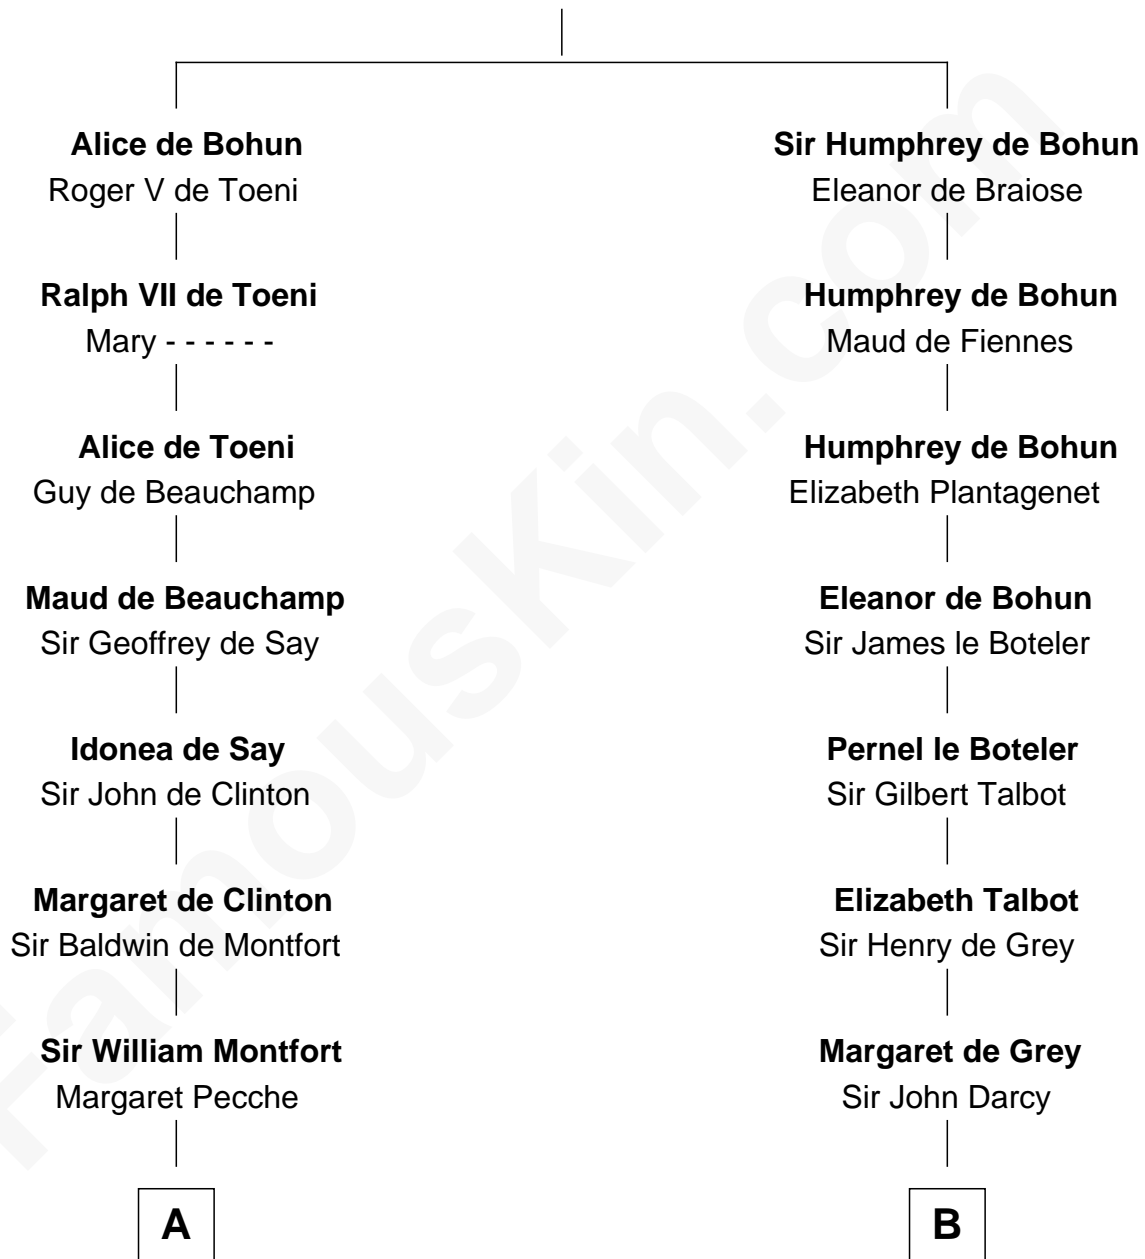 Alice de Bohun
Roger V de Toeni
Ralph VII de Toeni
Mary - - - - - -
Alice de Toeni
Guy de Beauchamp
Maud de Beauchamp
Sir Geoffrey de Say
Idonea de Say
Sir John de Clinton
Margaret de Clinton
Sir Baldwin de Montfort
Sir William Montfort
Margaret Pecche
A
Sir Humphrey de Bohun
Eleanor de Braiose
Humphrey de Bohun
Maud de Fiennes
Humphrey de Bohun
Elizabeth Plantagenet
Eleanor de Bohun
Sir James le Boteler
Pernel le Boteler
Sir Gilbert Talbot
Elizabeth Talbot
Sir Henry de Grey
Margaret de Grey
Sir John Darcy
B
FamousKin.com